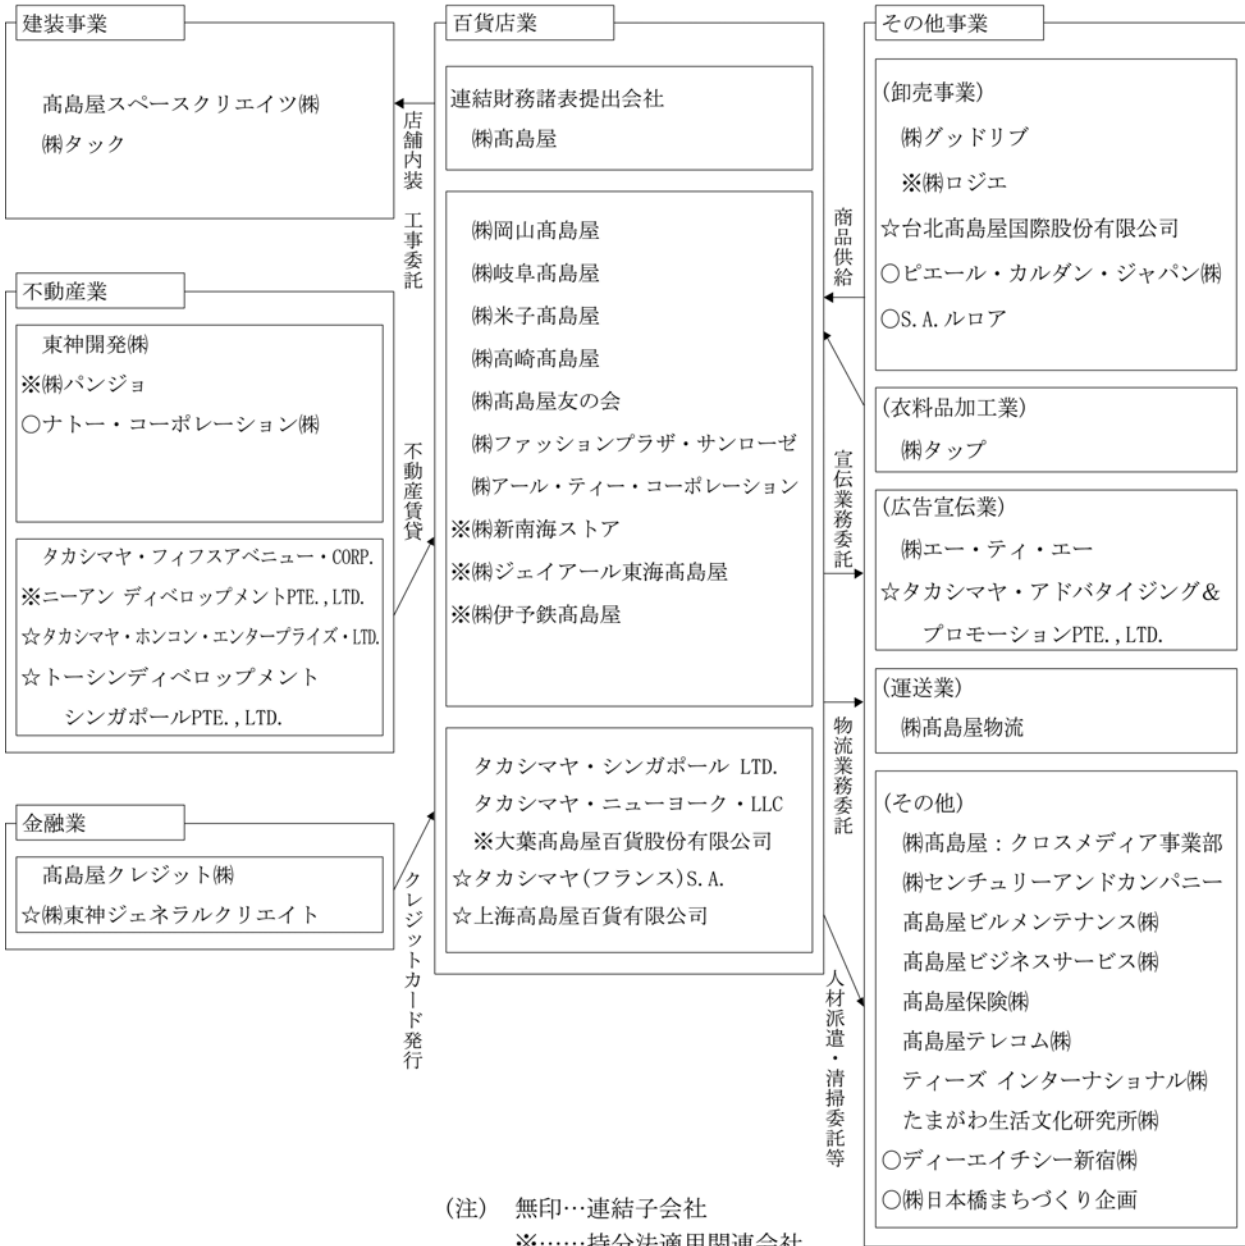 建装事業
髙島屋スペースクリエイツ㈱
㈱タック
不動産業
東神開発㈱
※㈱パンジョ
○ナトー・コーポレーション㈱
タカシマヤ・フィフスアベニュー・CORP.
※ニーアン ディベロップメントPTE.,LTD.
☆タカシマヤ・ホンコン・エンタープライズ・LTD.
☆トーシンディベロップメント
シンガポールPTE.,LTD.
金融業
髙島屋クレジット㈱
☆㈱東神ジェネラルクリエイト
店舗内装 工事委託
不動産賃貸
クレジットカード発行
百貨店業
連結財務諸表提出会社
㈱髙島屋
㈱岡山髙島屋
㈱岐阜髙島屋
㈱米子髙島屋
㈱高崎髙島屋
㈱髙島屋友の会
㈱ファッションプラザ・サンローゼ
㈱アール・ティー・コーポレーション
※㈱新南海ストア
※㈱ジェイアール東海髙島屋
※㈱伊予鉄髙島屋
タカシマヤ・シンガポール LTD.
タカシマヤ・ニューヨーク・LLC
※大葉髙島屋百貨股份有限公司
☆タカシマヤ(フランス)S.A.
☆上海高島屋百貨有限公司
商品供給
宣伝業務委託
物流業務委託
人材派遣・清掃委託等
その他事業
(卸売事業)
㈱グッドリブ
※㈱ロジエ
☆台北髙島屋国際股份有限公司
○ピエール・カルダン・ジャパン㈱
○S.A.ルロア
(衣料品加工業)
㈱タップ
(広告宣伝業)
㈱エー・ティ・エー
☆タカシマヤ・アドバタイジング＆
プロモーションPTE.,LTD.
(運送業)
㈱髙島屋物流
(その他)
㈱髙島屋：クロスメディア事業部
㈱センチュリーアンドカンパニー
髙島屋ビルメンテナンス㈱
髙島屋ビジネスサービス㈱
髙島屋保険㈱
髙島屋テレコム㈱
ティーズ インターナショナル㈱
たまがわ生活文化研究所㈱
○ディーエイチシー新宿㈱
○㈱日本橋まちづくり企画
(注) 無印…連結子会社
※……持分法適用関連会社